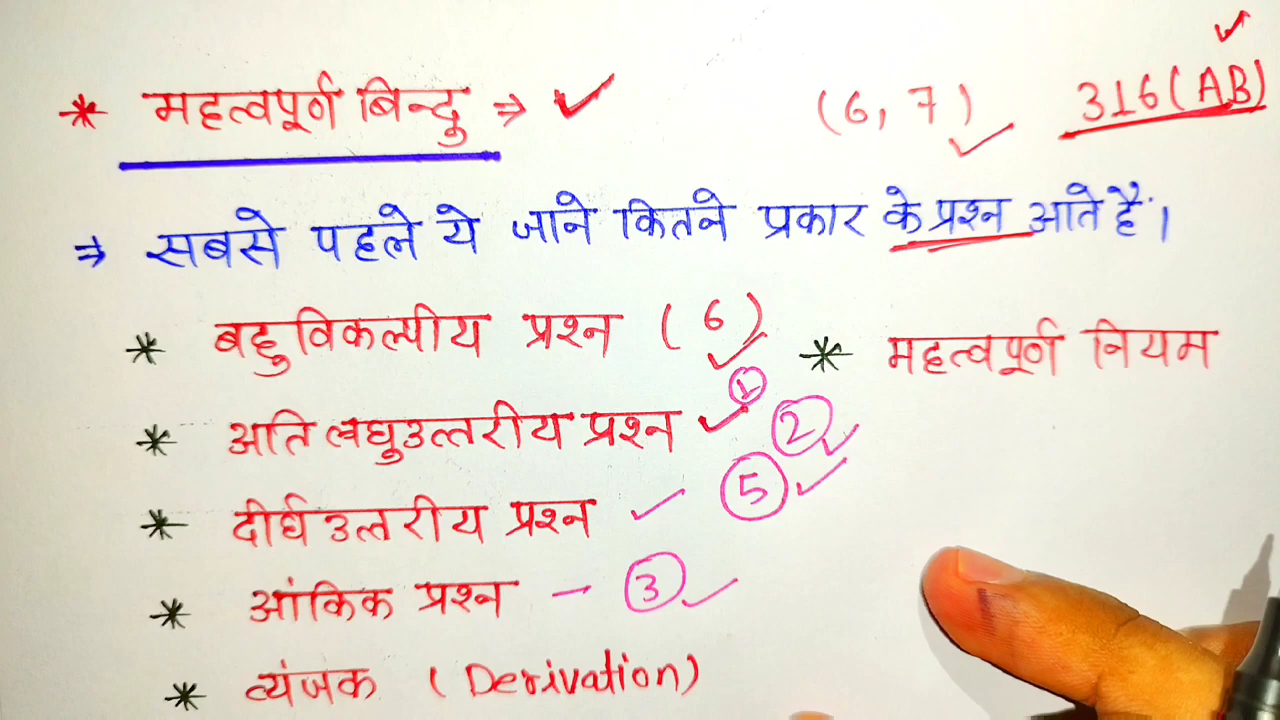 * महत्वपूर्ण बिन्दु ⇒ ✓ (6, 7) ✓ 316(AB) ✓
⇒ सबसे पहले ये जाने कितने प्रकार के प्रश्न आते हैं।
* बहुविकल्पीय प्रश्न (6) ✓
* महत्वपूर्ण नियम
* अति लघुउत्तरीय प्रश्न ✓ ① ② ✓
* दीर्घउत्तरीय प्रश्न ✓ ⑤ ✓
* आंकिक प्रश्न - ③ ✓
* व्यंजक (Derivation)